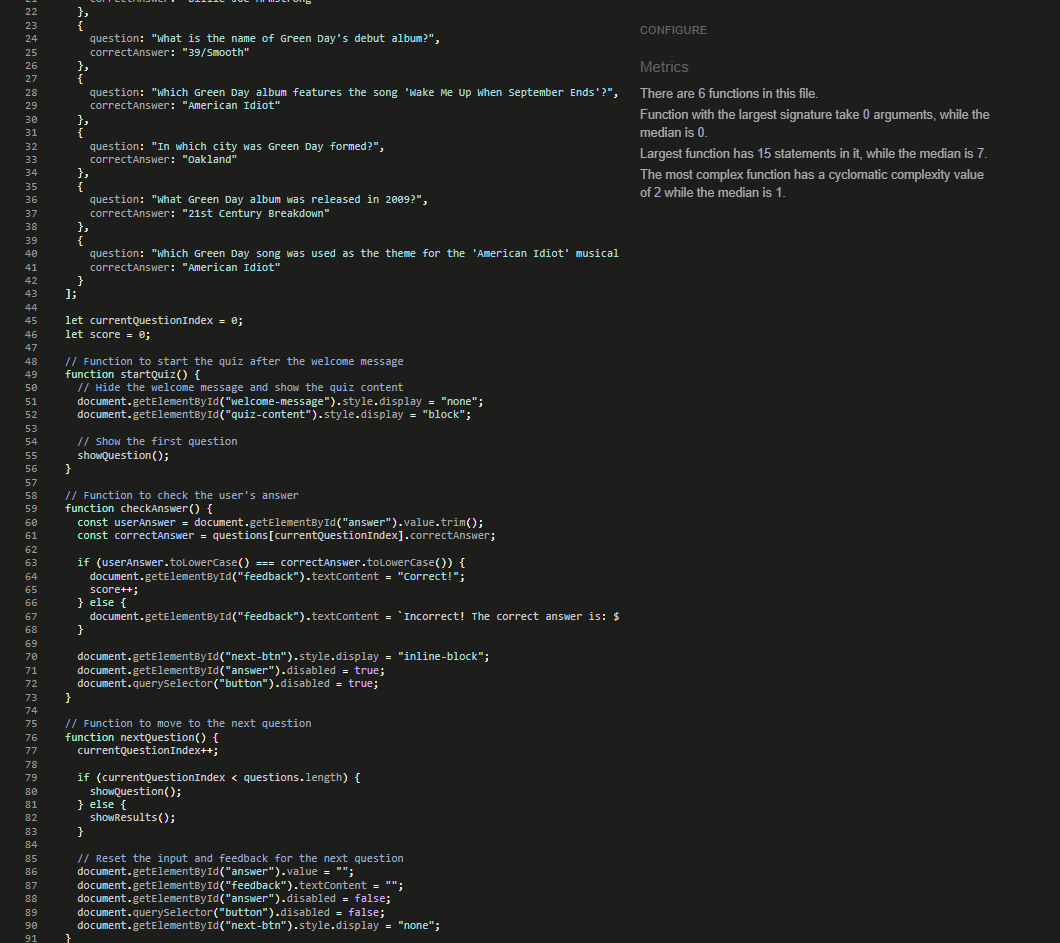 22 },
23 {
24 question: "What is the name of Green Day's debut album?",
25 correctAnswer: "39/Smooth"
26 },
27 {
28 question: "Which Green Day album features the song 'Wake Me Up When September Ends'?",
29 correctAnswer: "American Idiot"
30 },
31 {
32 question: "In which city was Green Day formed?",
33 correctAnswer: "Oakland"
34 },
35 {
36 question: "What Green Day album was released in 2009?",
37 correctAnswer: "21st Century Breakdown"
38 },
39 {
40 question: "Which Green Day song was used as the theme for the 'American Idiot' musical
41 correctAnswer: "American Idiot"
42 }
43 ];
44
45 let currentQuestionIndex = 0;
46 let score = 0;
47
48 // Function to start the quiz after the welcome message
49 function startQuiz() {
50 // Hide the welcome message and show the quiz content
51 document.getElementById("welcome-message").style.display = "none";
52 document.getElementById("quiz-content").style.display = "block";
53
54 // Show the first question
55 showQuestion();
56 }
57
58 // Function to check the user's answer
59 function checkAnswer() {
60 const userAnswer = document.getElementById("answer").value.trim();
61 const correctAnswer = questions[currentQuestionIndex].correctAnswer;
62
63 if (userAnswer.toLowerCase() === correctAnswer.toLowerCase()) {
64 document.getElementById("feedback").textContent = "Correct!";
65 score++;
66 } else {
67 document.getElementById("feedback").textContent = `Incorrect! The correct answer is: $
68 }
69
70 document.getElementById("next-btn").style.display = "inline-block";
71 document.getElementById("answer").disabled = true;
72 document.querySelector("button").disabled = true;
73 }
74
75 // Function to move to the next question
76 function nextQuestion() {
77 currentQuestionIndex++;
78
79 if (currentQuestionIndex < questions.length) {
80 showQuestion();
81 } else {
82 showResults();
83 }
84
85 // Reset the input and feedback for the next question
86 document.getElementById("answer").value = "";
87 document.getElementById("feedback").textContent = "";
88 document.getElementById("answer").disabled = false;
89 document.querySelector("button").disabled = false;
90 document.getElementById("next-btn").style.display = "none";
91 }
CONFIGURE
Metrics
There are 6 functions in this file.
Function with the largest signature take 0 arguments, while the
median is 0.
Largest function has 15 statements in it, while the median is 7.
The most complex function has a cyclomatic complexity value
of 2 while the median is 1.